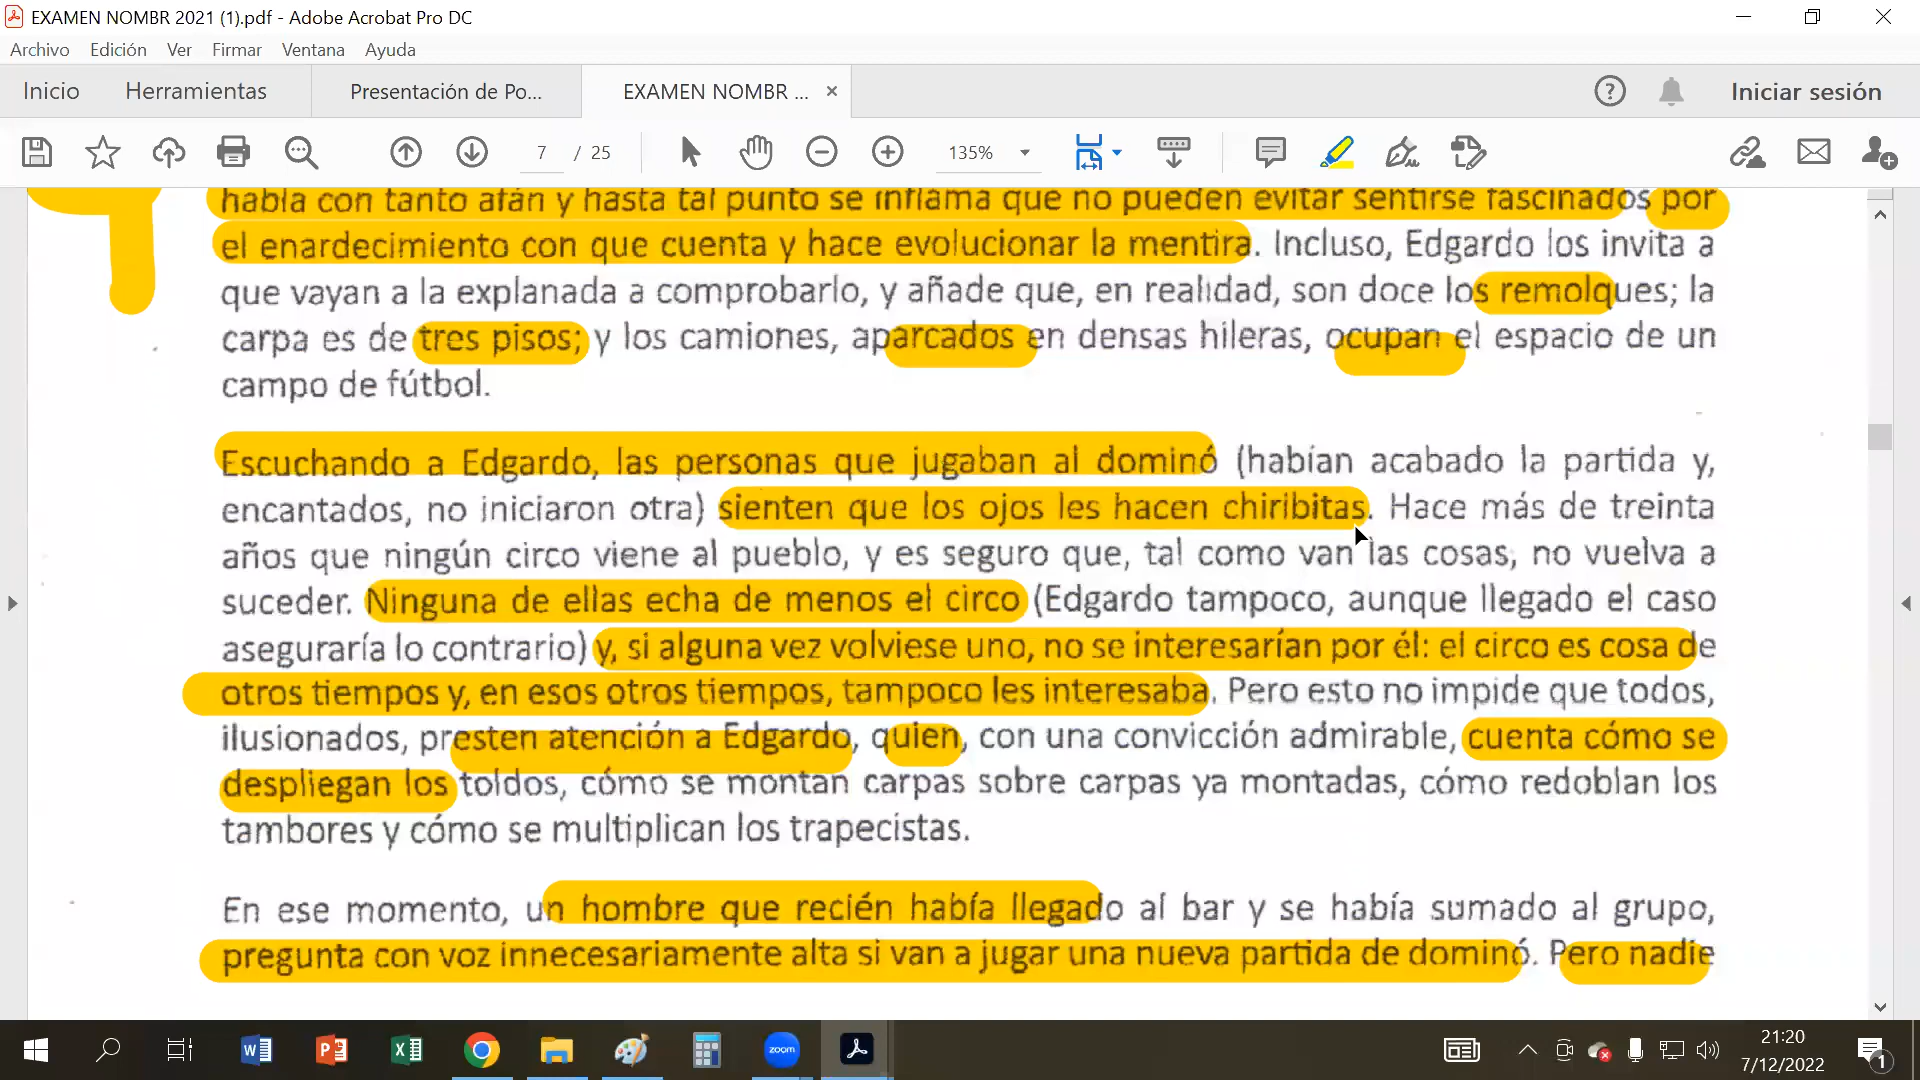 EXAMEN NOMBR 2021 (1).pdf - Adobe Acrobat Pro DC
Archivo Edición Ver Firmar Ventana Ayuda
Inicio Herramientas Presentación de Po... EXAMEN NOMBR ... × Iniciar sesión
7 / 25 135%
habla con tanto afán y hasta tal punto se inflama que no pueden evitar sentirse fascinados por
el enardecimiento con que cuenta y hace evolucionar la mentira. Incluso, Edgardo los invita a
que vayan a la explanada a comprobarlo, y añade que, en realidad, son doce los remolques; la
carpa es de tres pisos; y los camiones, aparcados en densas hileras, ocupan el espacio de un
campo de fútbol.
Escuchando a Edgardo, las personas que jugaban al dominó (habían acabado la partida y,
encantados, no iniciaron otra) sienten que los ojos les hacen chiribitas. Hace más de treinta
años que ningún circo viene al pueblo, y es seguro que, tal como van las cosas, no vuelva a
suceder. Ninguna de ellas echa de menos el circo (Edgardo tampoco, aunque llegado el caso
aseguraría lo contrario) y, si alguna vez volviese uno, no se interesarían por él: el circo es cosa de
otros tiempos y, en esos otros tiempos, tampoco les interesaba. Pero esto no impide que todos,
ilusionados, presten atención a Edgardo, quien, con una convicción admirable, cuenta cómo se
despliegan los toldos, cómo se montan carpas sobre carpas ya montadas, cómo redoblan los
tambores y cómo se multiplican los trapecistas.
En ese momento, un hombre que recién había llegado al bar y se había sumado al grupo,
pregunta con voz innecesariamente alta si van a jugar una nueva partida de dominó. Pero nadie
zoom
21:20
7/12/2022
1